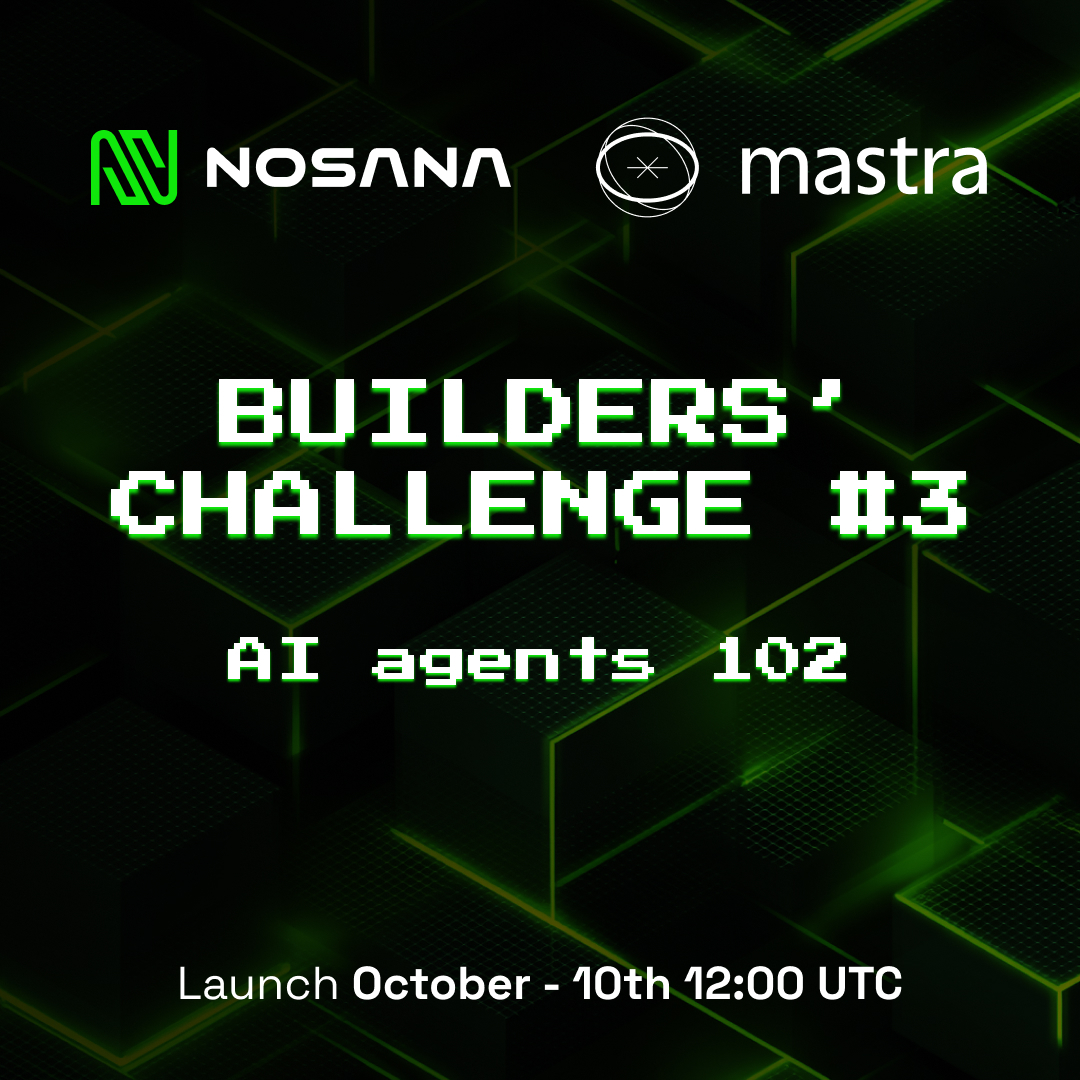 NOSANA mastra
BUILDERS'
CHALLENGE #3
AI agents 102
Launch October - 10th 12:00 UTC